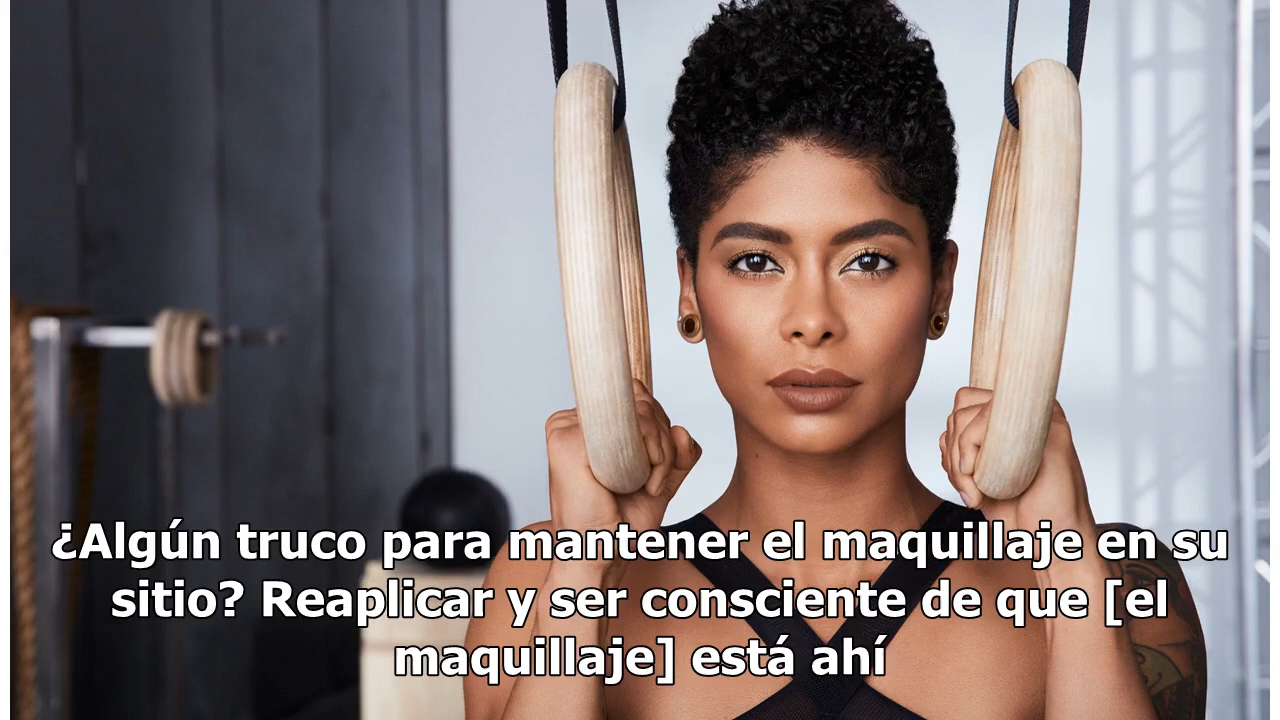 ¿Algún truco para mantener el maquillaje en su
sitio? Reaplicar y ser consciente de que [el
maquillaje] está ahí